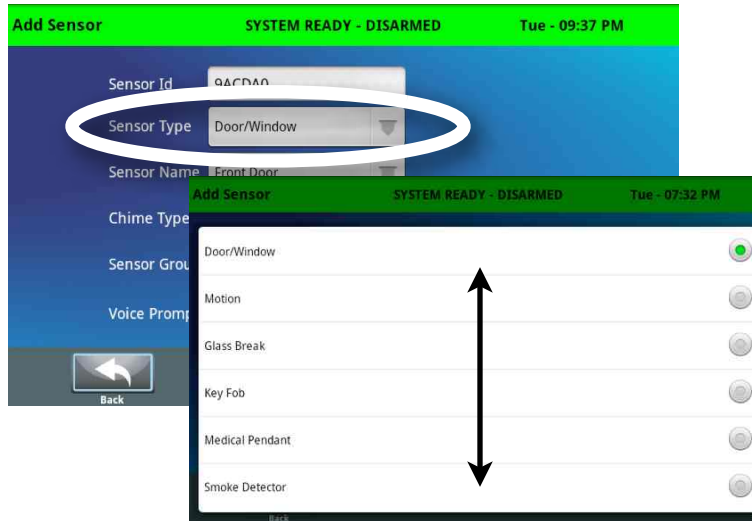 Add Sensor SYSTEM READY - DISARMED Tue - 09:37 PM
Sensor Id 9ACDA0
Sensor Type Door/Window
Sensor Name Front Door
Chime Type
Sensor Grou
Voice Promp
Back
Add Sensor SYSTEM READY - DISARMED Tue - 07:32 PM
Door/Window
Motion
Glass Break
Key Fob
Medical Pendant
Smoke Detector
Back